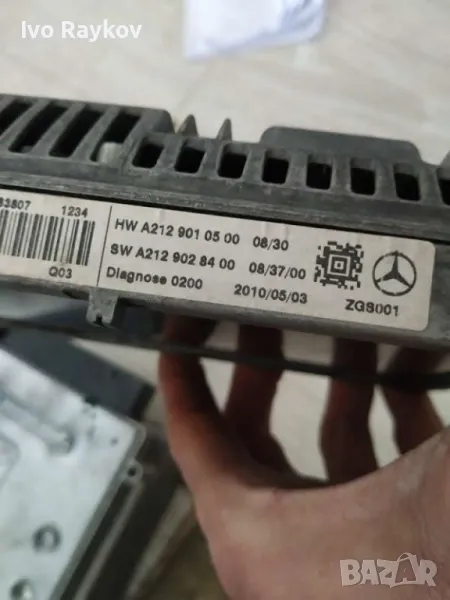 Ivo Raykov
63807 1234
Q03
HW A212 901 05 00 08/30
SW A212 902 84 00 08/37/00
Diagnose 0200 2010/05/03
ZGS001
BAZAR